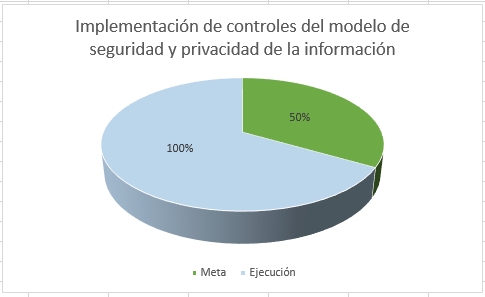 Implementación de controles del modelo de
seguridad y privacidad de la información
50%
100%
Meta Ejecución